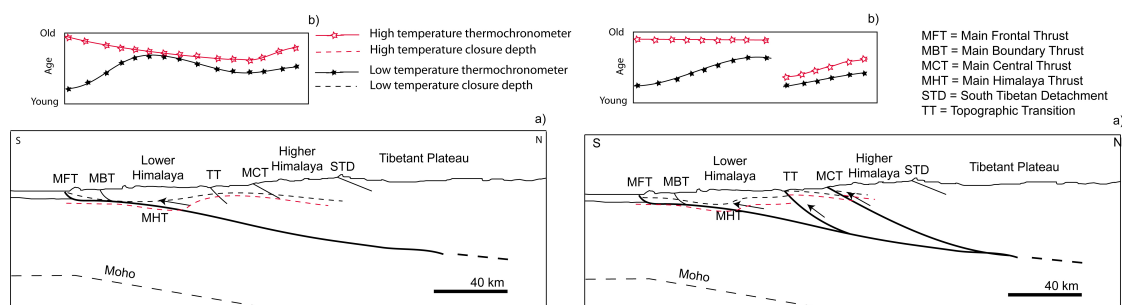 b)
Old
Age
Young
High temperature thermochronometer
High temperature closure depth
Low temperature thermochronometer
Low temperature closure depth
a)
S
N
MFT
MBT
Lower
Himalaya
TT
MCT
Higher
Himalaya
STD
Tibetant Plateau
MHT
Moho
40 km
b)
Old
Age
Young
MFT = Main Frontal Thrust
MBT = Main Boundary Thrust
MCT = Main Central Thrust
MHT = Main Himalaya Thrust
STD = South Tibetan Detachment
TT = Topographic Transition
a)
S
N
MFT
MBT
Lower
Himalaya
TT
MCT
Higher
Himalaya
STD
Tibetant Plateau
MHT
Moho
40 km